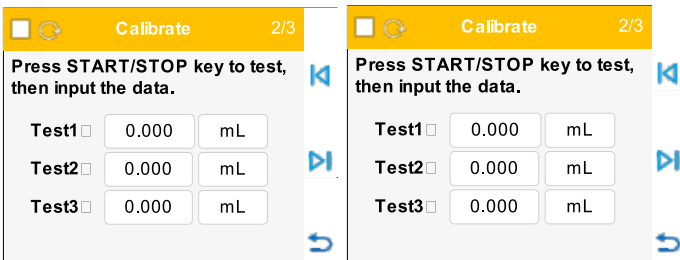 Calibrate 2/3
Press START/STOP key to test,
then input the data.
Test1 0.000 mL
Test2 0.000 mL
Test3 0.000 mL
Calibrate 2/3
Press START/STOP key to test,
then input the data.
Test1 0.000 mL
Test2 0.000 mL
Test3 0.000 mL